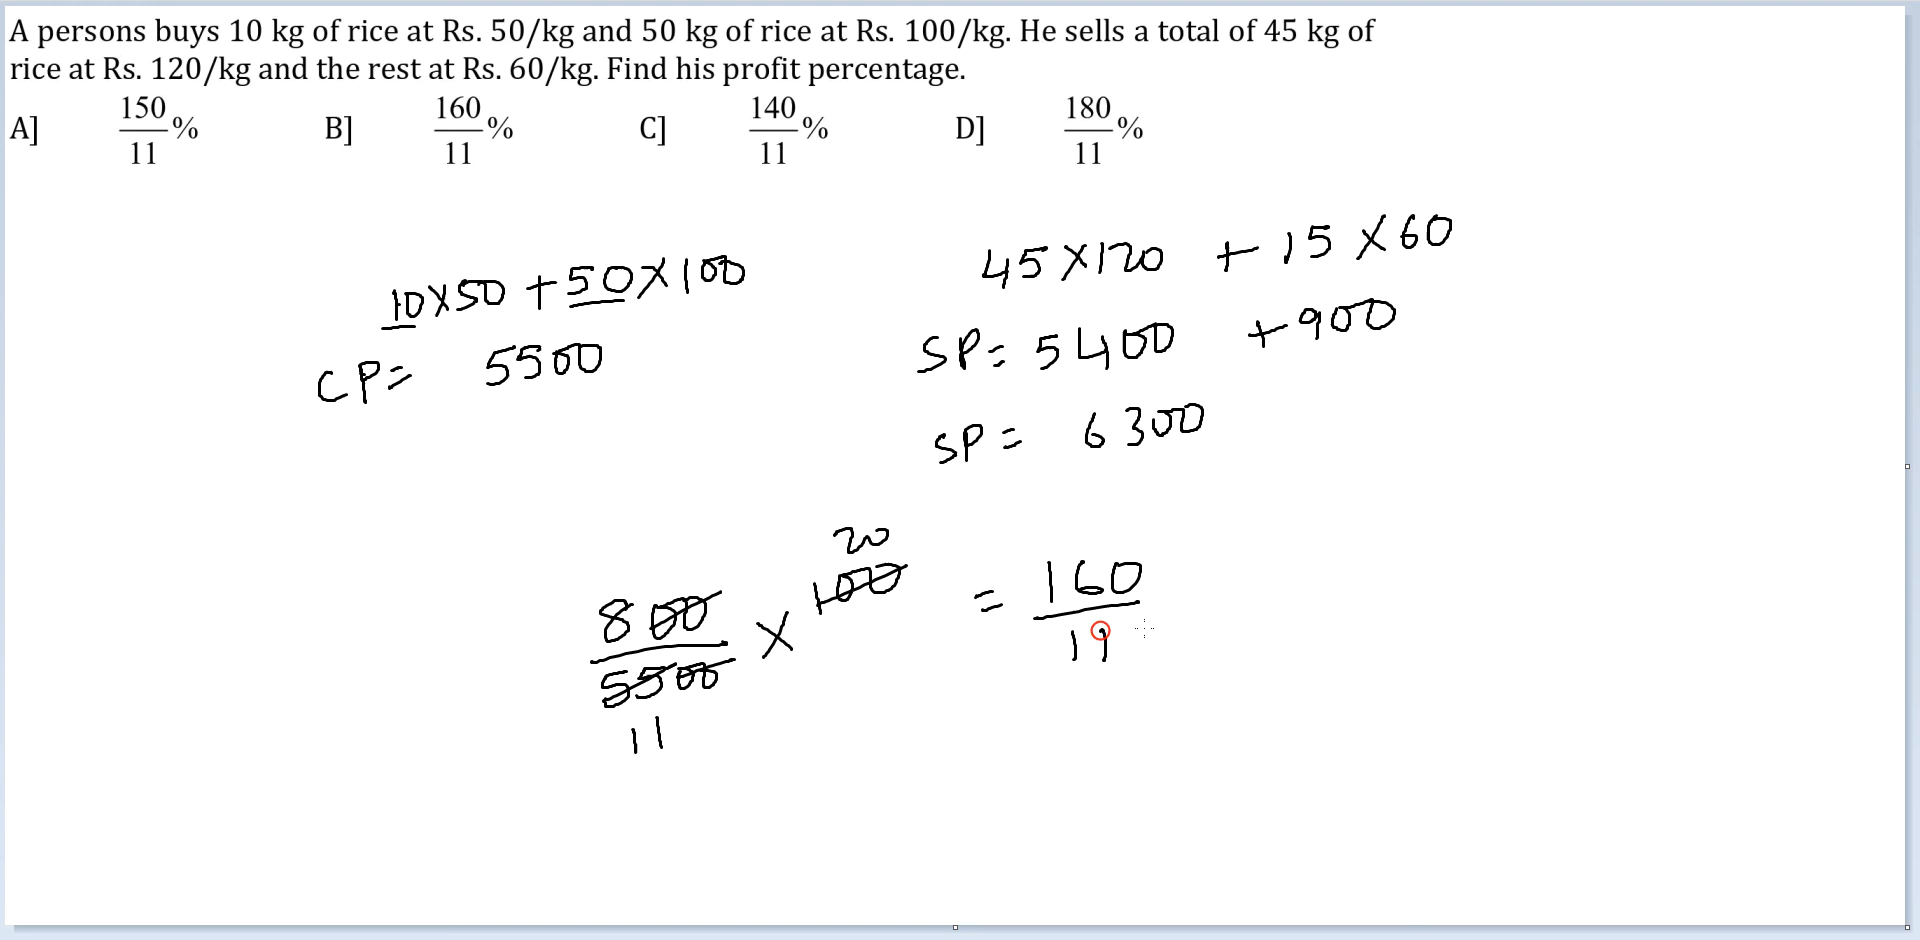 A persons buys 10 kg of rice at Rs. 50/kg and 50 kg of rice at Rs. 100/kg. He sells a total of 45 kg of
rice at Rs. 120/kg and the rest at Rs. 60/kg. Find his profit percentage.
A] 150/11 % B] 160/11 % C] 140/11 % D] 180/11 %
10×50 + 50×100
CP= 5500
45×120 + 15×60
SP= 5400 +900
SP= 6300
20
800/5500 × 100 = 160/11
11